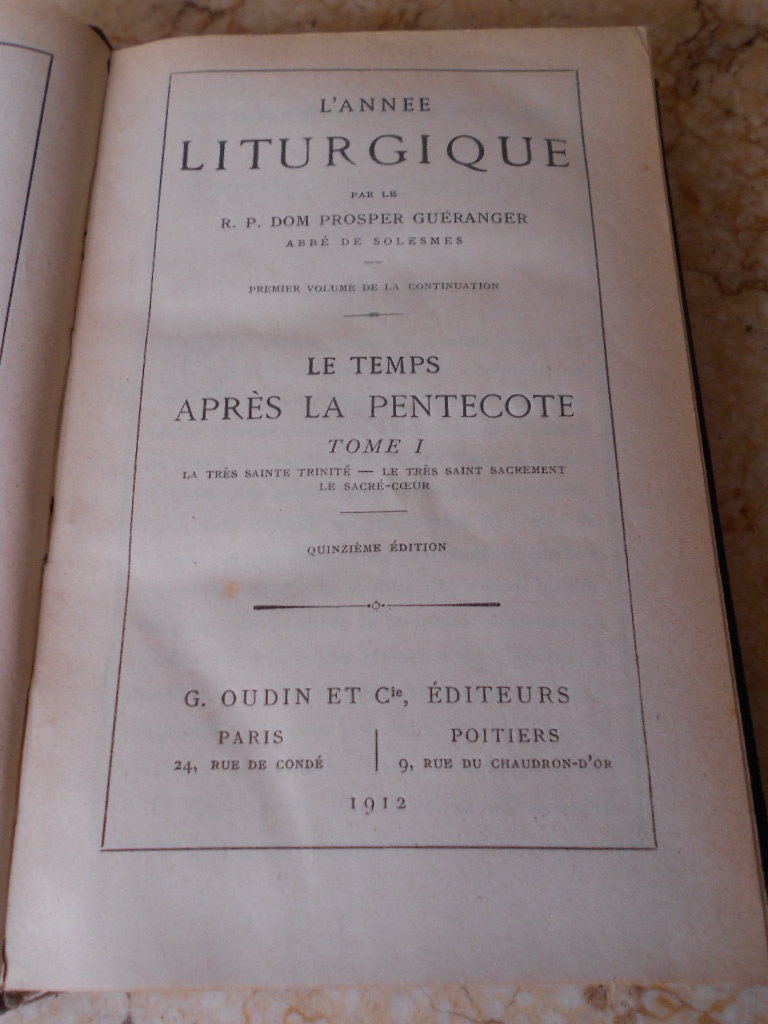 L'ANNEE
LITURGIQUE
PAR LE
R. P. DOM PROSPER GUÉRANGER
ABBÉ DE SOLESMES
PREMIER VOLUME DE LA CONTINUATION
LE TEMPS
APRÈS LA PENTECOTE
TOME I
LA TRÈS SAINTE TRINITÉ — LE TRÈS SAINT SACREMENT
LE SACRÉ-CŒUR
QUINZIÈME ÉDITION
G. OUDIN ET Cie, ÉDITEURS
PARIS
24, RUE DE CONDÉ
POITIERS
9, RUE DU CHAUDRON-D'OR
1912